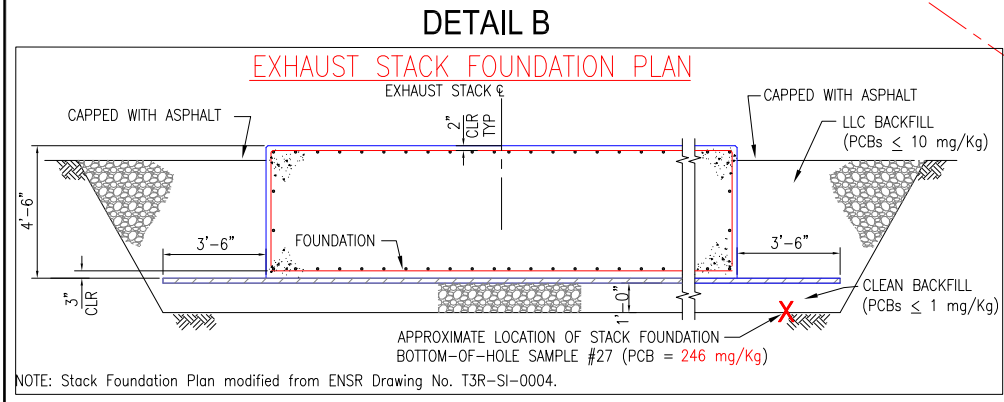 DETAIL B
EXHAUST STACK FOUNDATION PLAN
EXHAUST STACK ℄
CAPPED WITH ASPHALT
2"
CLR
TYP
CAPPED WITH ASPHALT
LLC BACKFILL
(PCBs ≤ 10 mg/Kg)
4'-6"
3'-6"
FOUNDATION
3'-6"
3"
CLR
1'-0"
CLEAN BACKFILL
(PCBs ≤ 1 mg/Kg)
X
APPROXIMATE LOCATION OF STACK FOUNDATION
BOTTOM-OF-HOLE SAMPLE #27 (PCB = 246 mg/Kg)
NOTE: Stack Foundation Plan modified from ENSR Drawing No. T3R-SI-0004.